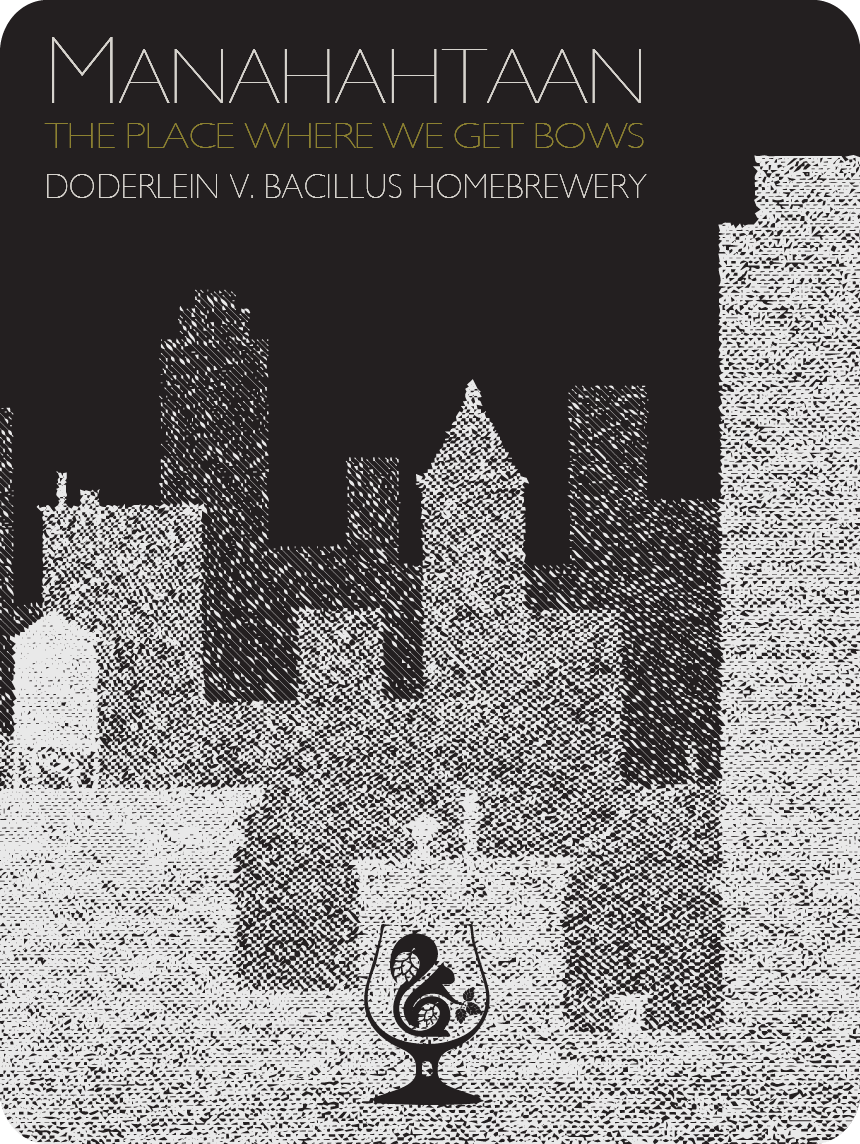 MANAHAHTAAN
THE PLACE WHERE WE GET BOWS
DODERLEIN V. BACILLUS HOMEBREWERY